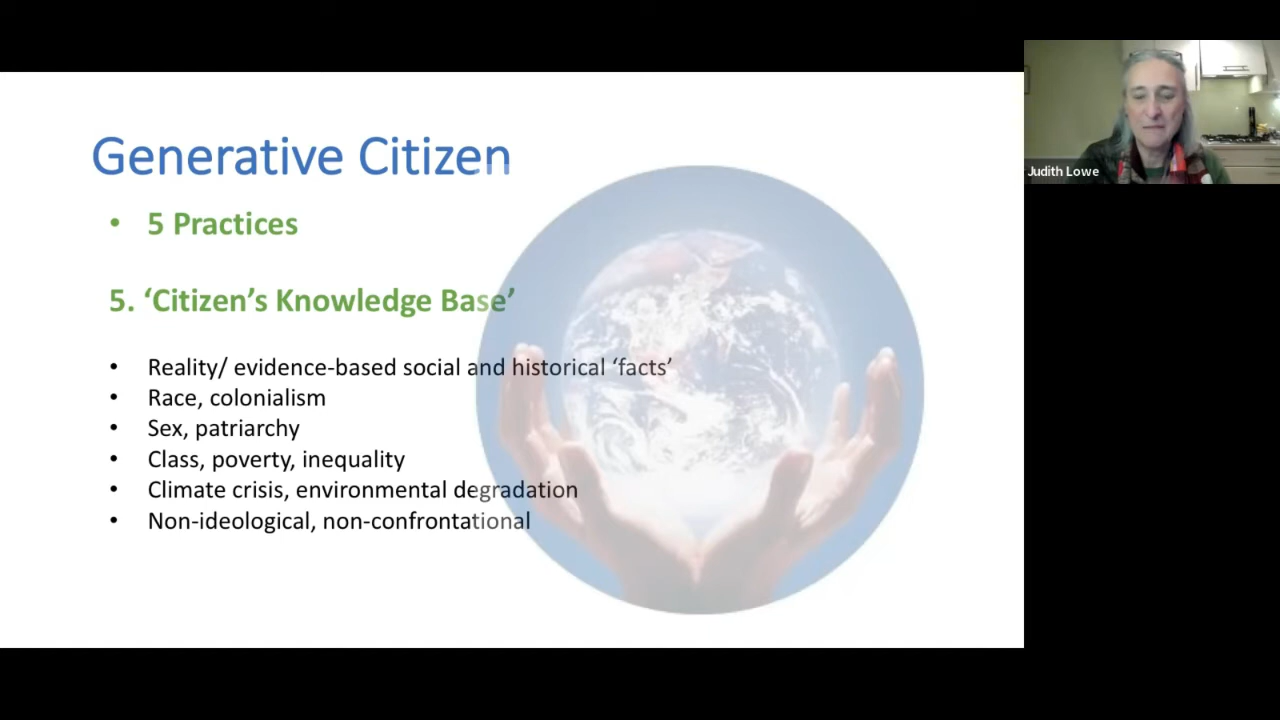 Generative Citizen
• 5 Practices
5. ‘Citizen’s Knowledge Base’
• Reality/ evidence-based social and historical ‘facts’
• Race, colonialism
• Sex, patriarchy
• Class, poverty, inequality
• Climate crisis, environmental degradation
• Non-ideological, non-confrontational
Judith Lowe